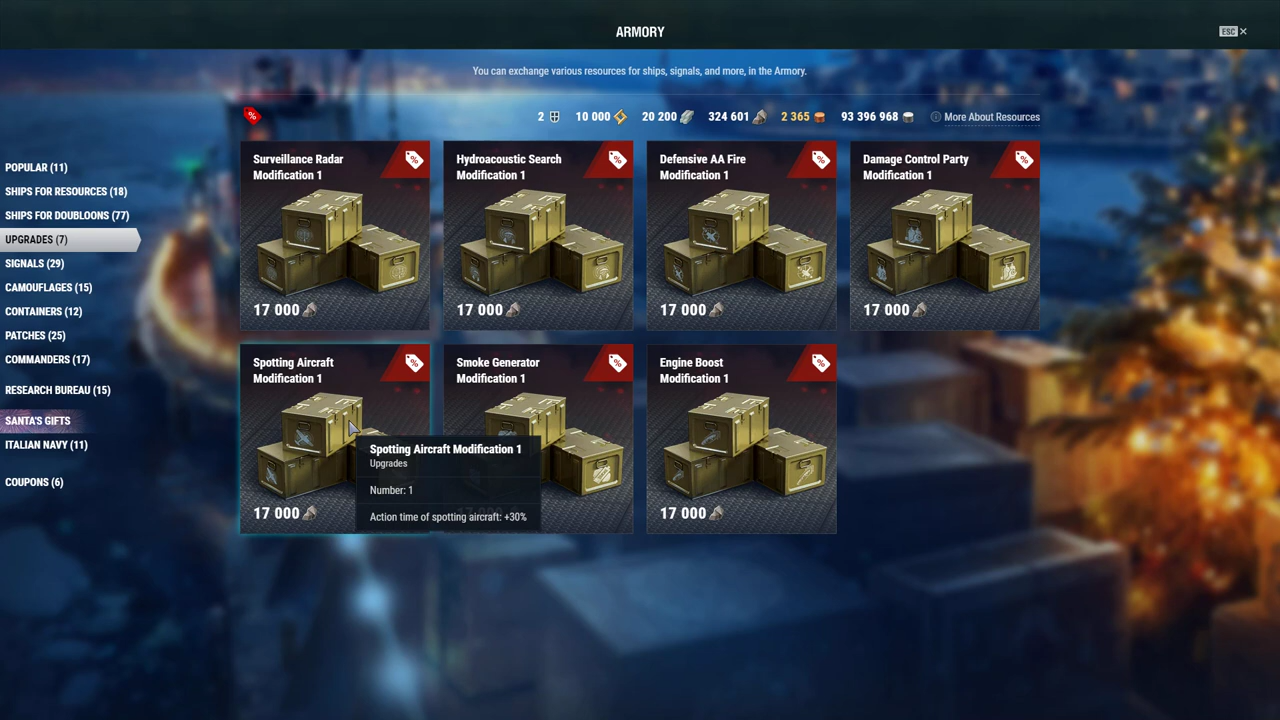 ARMORY
ESC ×
You can exchange various resources for ships, signals, and more, in the Armory.
%
2 10 000 20 200 324 601 2 365 93 396 968 More About Resources
POPULAR (11)
SHIPS FOR RESOURCES (18)
SHIPS FOR DOUBLOONS (77)
UPGRADES (7)
SIGNALS (29)
CAMOUFLAGES (15)
CONTAINERS (12)
PATCHES (25)
COMMANDERS (17)
RESEARCH BUREAU (15)
SANTA'S GIFTS
ITALIAN NAVY (11)
COUPONS (6)
Surveillance Radar
Modification 1
%
17 000
Hydroacoustic Search
Modification 1
%
17 000
Defensive AA Fire
Modification 1
%
17 000
Damage Control Party
Modification 1
%
17 000
Spotting Aircraft
Modification 1
%
17 000
Smoke Generator
Modification 1
%
Engine Boost
Modification 1
%
17 000
Spotting Aircraft Modification 1
Upgrades
Number: 1
Action time of spotting aircraft: +30%